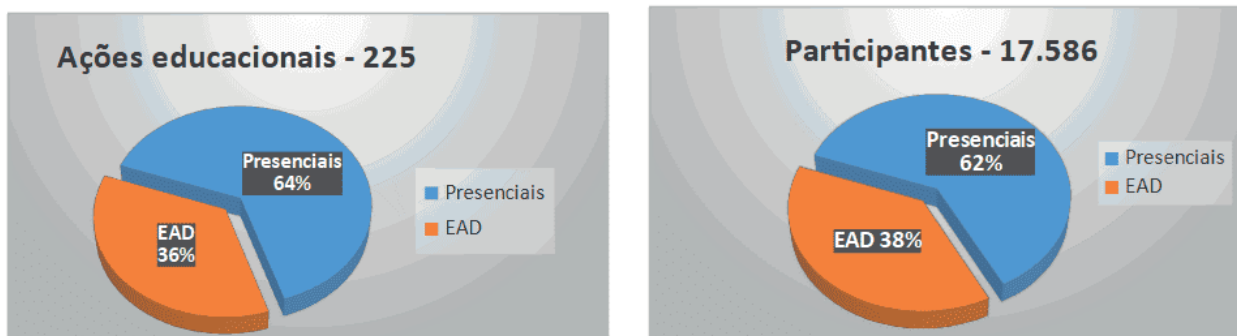 Ações educacionais - 225
Presenciais
64%
EAD
36%
Presenciais
EAD
Participantes - 17.586
Presenciais
62%
EAD 38%
Presenciais
EAD